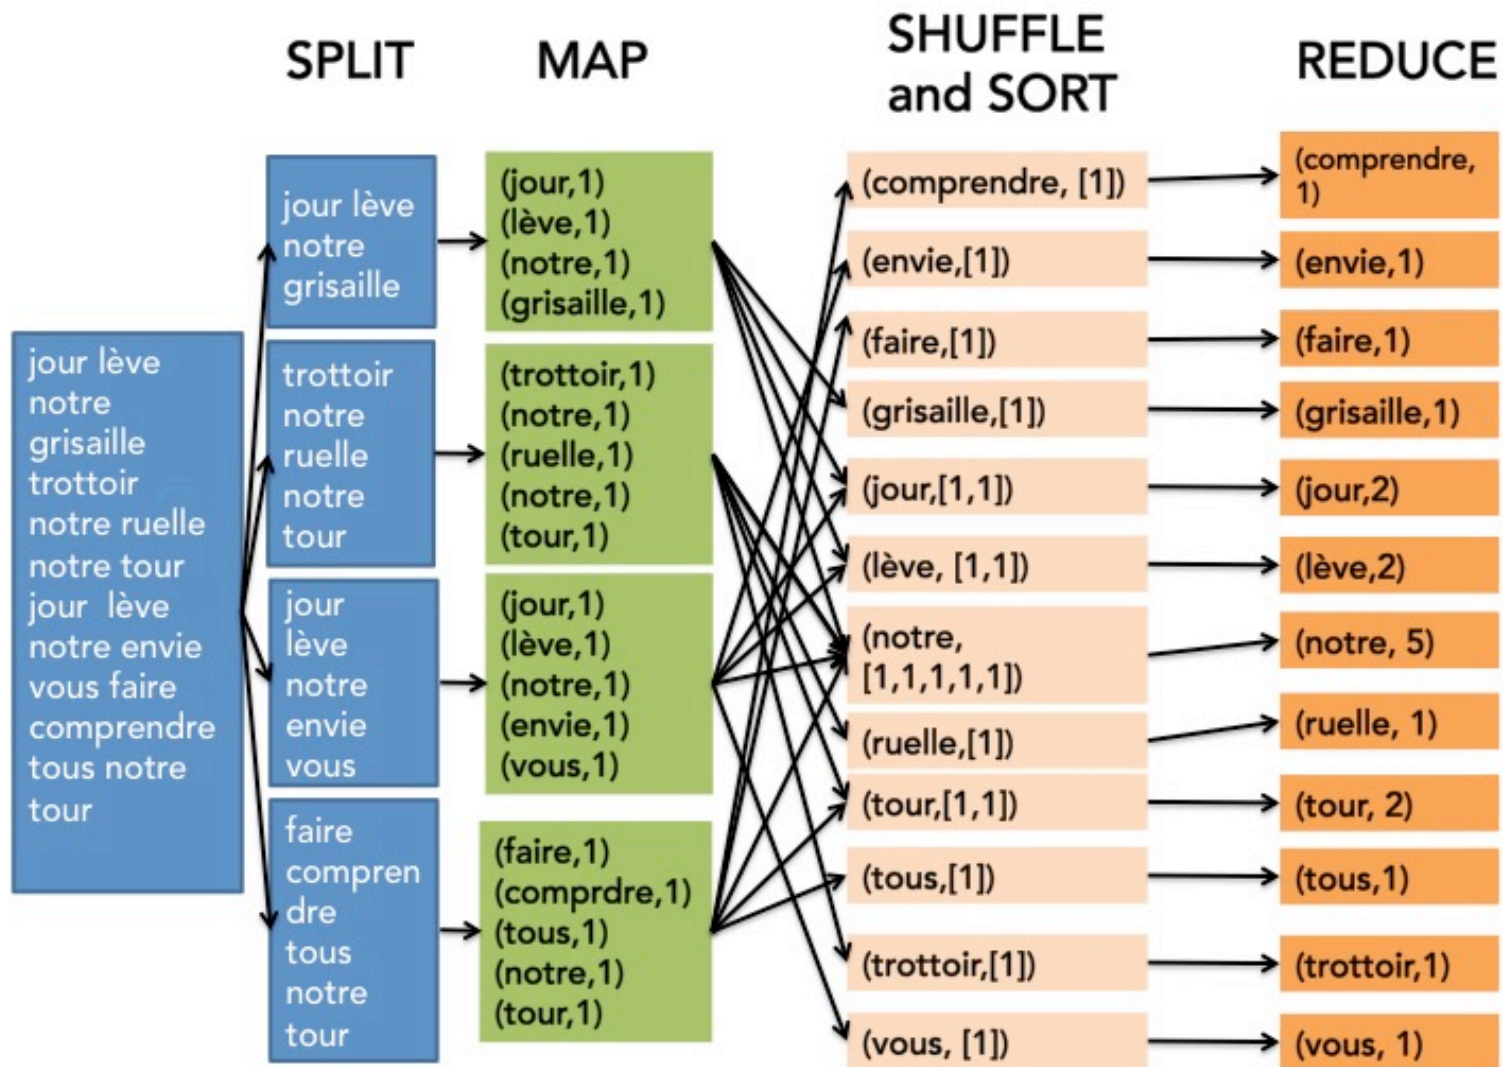 SPLIT
MAP
SHUFFLE
and SORT
REDUCE
jour lève
notre
grisaille
trottoir
notre ruelle
notre tour
jour  lève
notre envie
vous faire
comprendre
tous notre
tour
jour lève
notre
grisaille
trottoir
notre
ruelle
notre
tour
jour
lève
notre
envie
vous
faire
compren
dre
tous
notre
tour
(jour,1)
(lève,1)
(notre,1)
(grisaille,1)
(trottoir,1)
(notre,1)
(ruelle,1)
(notre,1)
(tour,1)
(jour,1)
(lève,1)
(notre,1)
(envie,1)
(vous,1)
(faire,1)
(comprdre,1)
(tous,1)
(notre,1)
(tour,1)
(comprendre, [1])
(envie,[1])
(faire,[1])
(grisaille,[1])
(jour,[1,1])
(lève, [1,1])
(notre,
[1,1,1,1,1])
(ruelle,[1])
(tour,[1,1])
(tous,[1])
(trottoir,[1])
(vous, [1])
(comprendre,
1)
(envie,1)
(faire,1)
(grisaille,1)
(jour,2)
(lève,2)
(notre, 5)
(ruelle, 1)
(tour, 2)
(tous,1)
(trottoir,1)
(vous, 1)